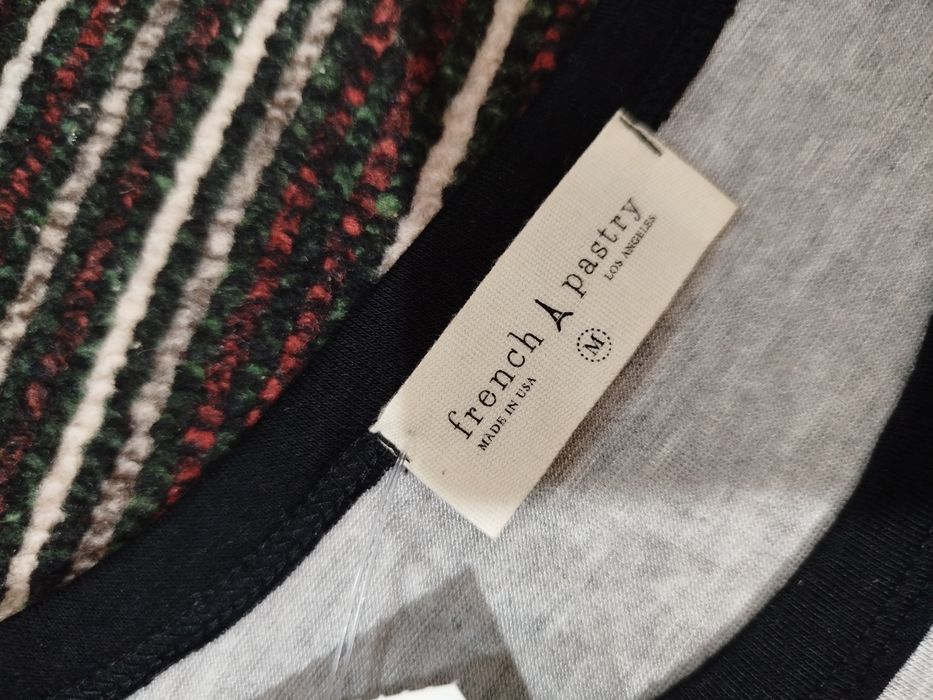 french pastry
LOS ANGELES
MADE IN USA
M